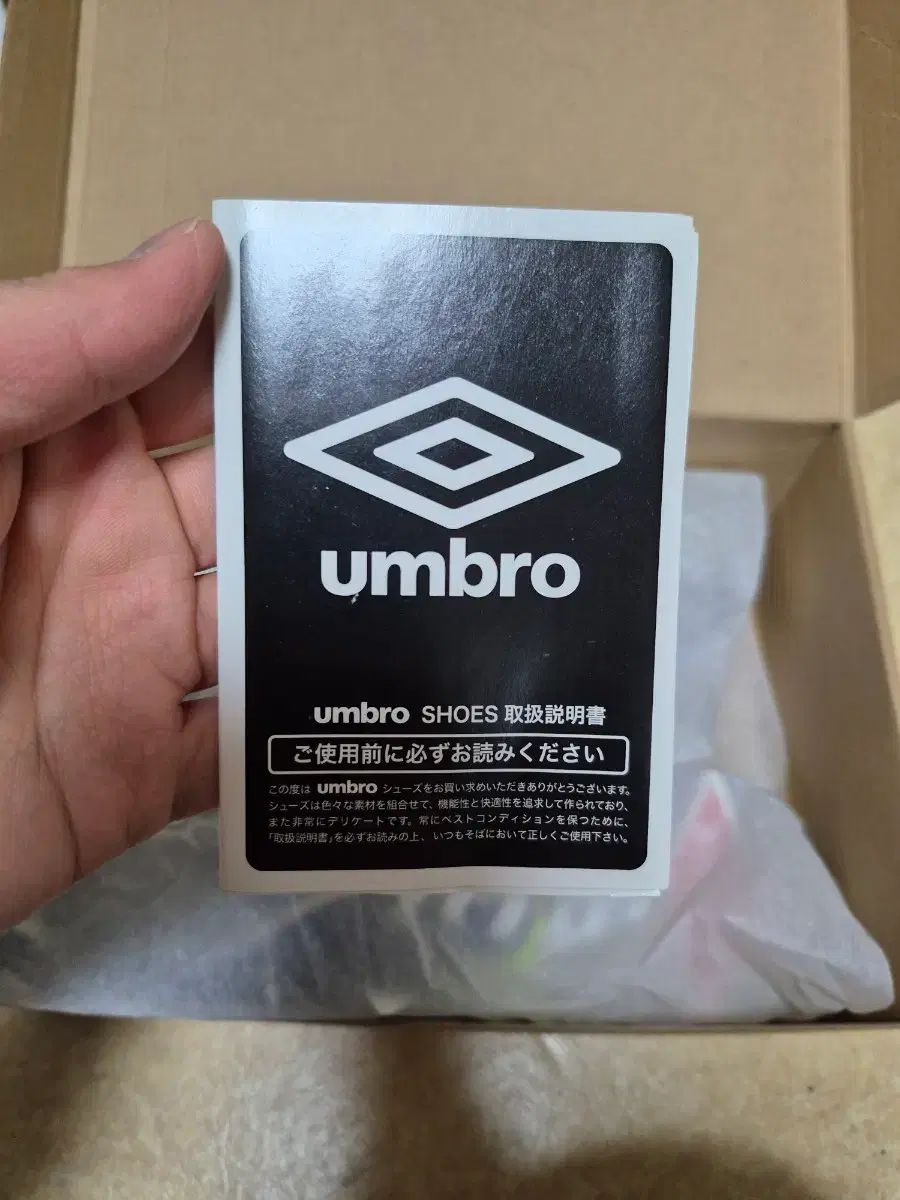 umbro
umbro SHOES 取扱説明書
ご使用前に必ずお読みください
この度は umbro シューズをお買い求めいただきありがとうございます。
シューズは色々な素材を組合せて、機能性と快適性を追求して作られており、
また非常にデリケートです。常にベストコンディションを保つために、
「取扱説明書」を必ずお読みの上、いつもそばにおいて正しくご使用下さい。